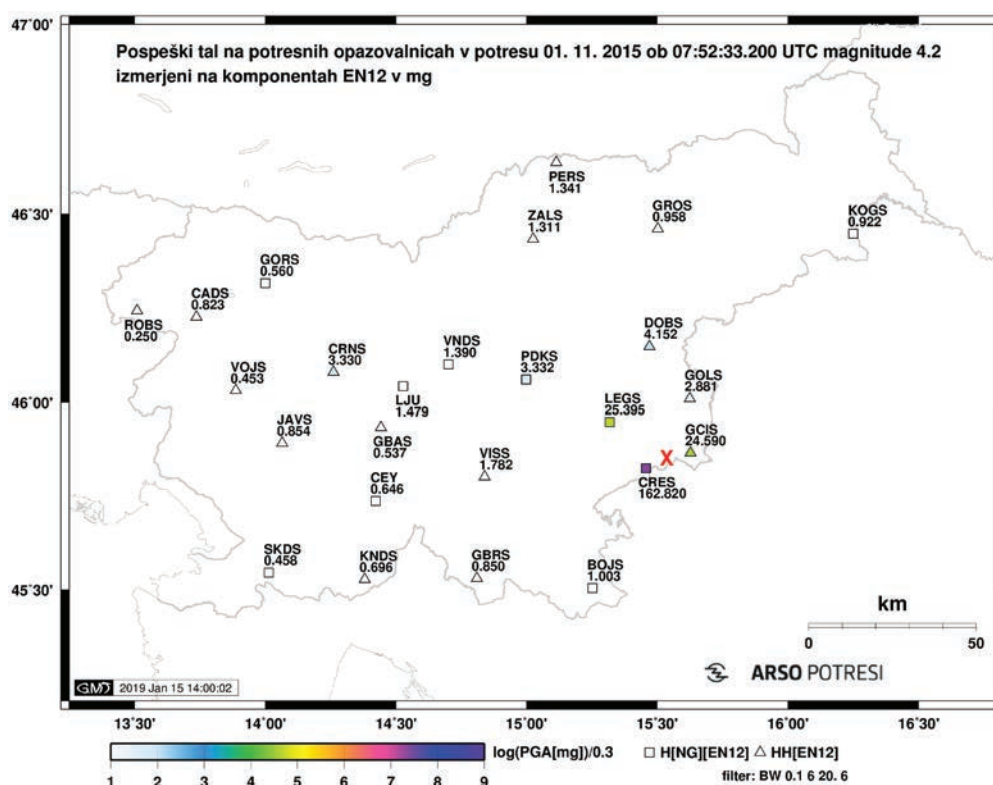 47˚00'
Pospeški tal na potresnih opazovalnicah v potresu 01. 11. 2015 ob 07:52:33.200 UTC magnitude 4.2
izmerjeni na komponentah EN12 v mg
PERS
1.341
ZALS
1.311
GROS
0.958
KOGS
0.922
46˚30'
GORS
0.560
CADS
0.823
ROBS
0.250
DOBS
4.152
VNDS
1.390
CRNS
3.330
PDKS
3.332
VOJS
0.453
GOLS
2.881
46˚00'
LJU
1.479
LEGS
25.395
JAVS
0.854
GBAS
0.537
GCIS
24.590
VISS
1.782
X
CEY
0.646
CRES
162.820
SKDS
0.458
KNDS
0.696
GBRS
0.850
BOJS
1.003
45˚30'
km
0 50
ARSO POTRESI
GMT 2019 Jan 15 14:00:02
13˚30' 14˚00' 14˚30' 15˚00' 15˚30' 16˚00' 16˚30'
log(PGA[mg])/0.3 H[NG][EN12] HH[EN12]
1 2 3 4 5 6 7 8 9
filter: BW 0.1 6 20. 6